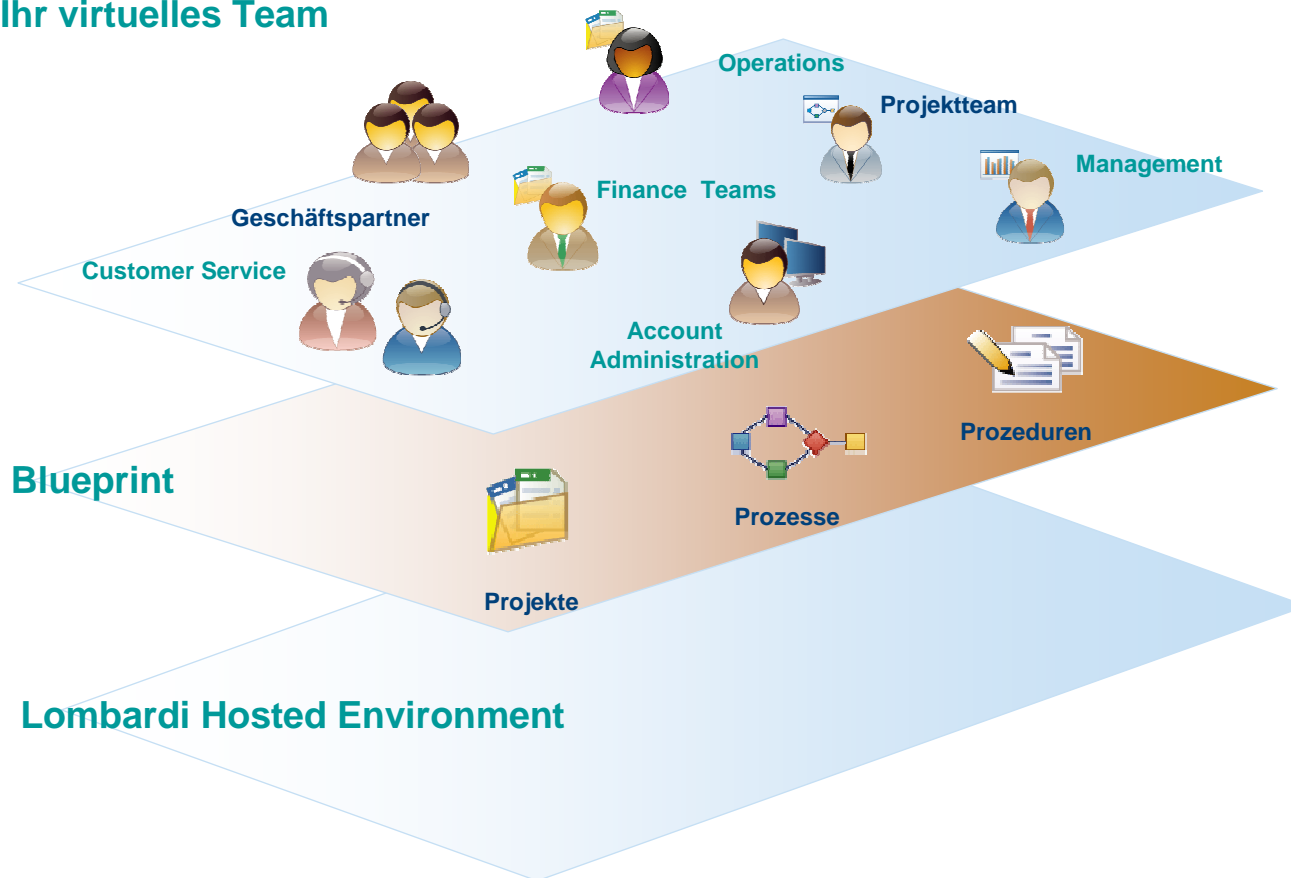 Ihr virtuelles Team
Operations
Projektteam
Management
Finance Teams
Geschäftspartner
Customer Service
Account
Administration
Prozeduren
Blueprint
Prozesse
Projekte
Lombardi Hosted Environment